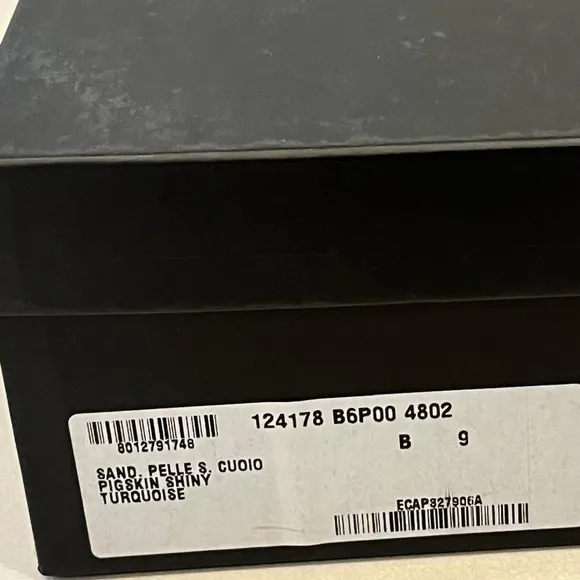 124178 B6P00 4802
8012791748
B 9
SAND. PELLE S. CUOIO
PIGSKIN SHINY
TURQUOISE
ECAP327906A